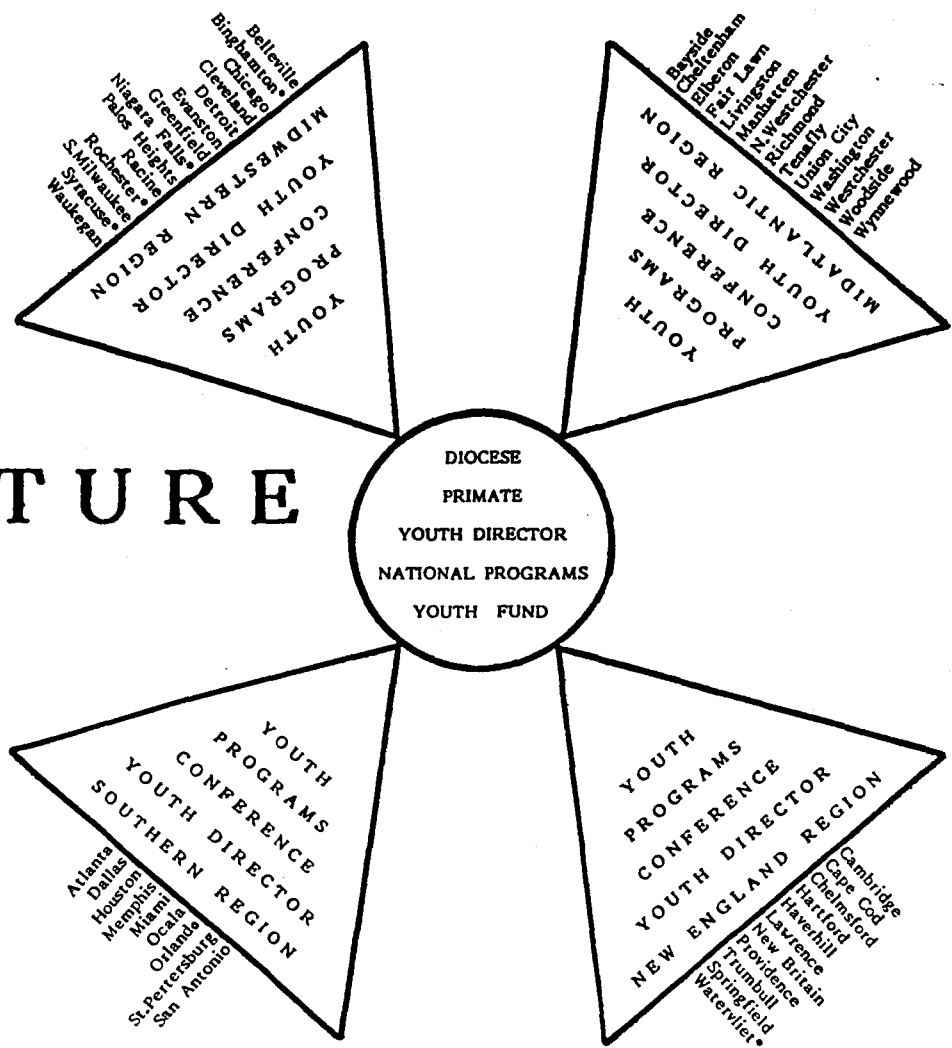 Belleville
Binghamton•
Chicago
Cleveland
Detroit
Evanston
Greenfield
Niagara Falls•
Palos Heights
Racine
Rochester•
S.Milwaukee
Syracuse•
Waukegan
MIDWESTERN REGION
YOUTH DIRECTOR
CONFERENCE
PROGRAMS
YOUTH
Bayside
Cheltenham
Elberon
Fair Lawn
Livingston
Manhatten
N.Westchester
Richmond
Tenafly
Union City
Washington
Westchester
Woodside
Wynnewood
MIDATLANTIC REGION
YOUTH DIRECTOR
CONFERENCE
PROGRAMS
YOUTH
TURE
DIOCESE
PRIMATE
YOUTH DIRECTOR
NATIONAL PROGRAMS
YOUTH FUND
YOUTH
PROGRAMS
CONFERENCE
YOUTH DIRECTOR
SOUTHERN REGION
Atlanta
Dallas
Houston
Memphis
Miami
Ocala
Orlando
St.Pertersburg
San Antonio
YOUTH
PROGRAMS
CONFERENCE
YOUTH DIRECTOR
NEW ENGLAND REGION
Cambridge
Cape Cod
Chelmsford
Hartford
Haverhill
Lawrence
New Britain
Providence
Trumbull
Springfield
Watervliet•